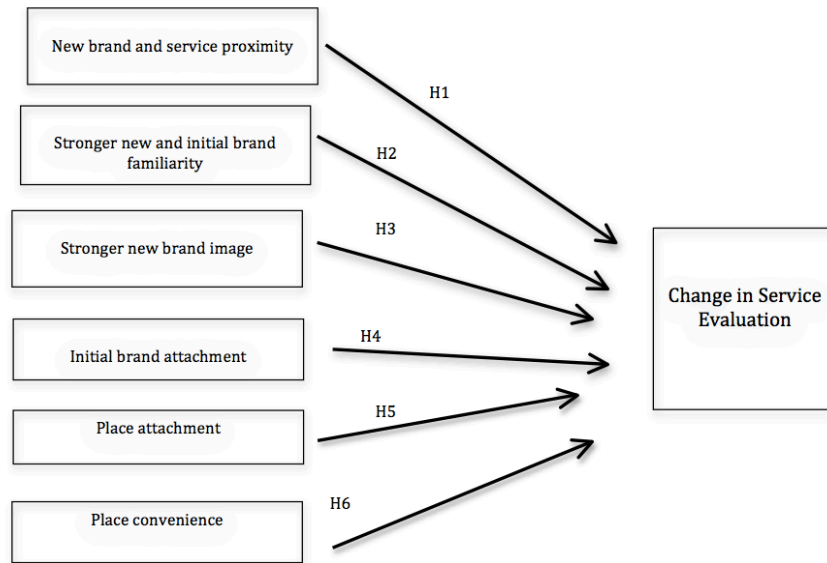 New brand and service proximity
H1
Stronger new and initial brand
familiarity
H2
Stronger new brand image
H3
Initial brand attachment
H4
Place attachment
H5
Place convenience
H6
Change in Service
Evaluation